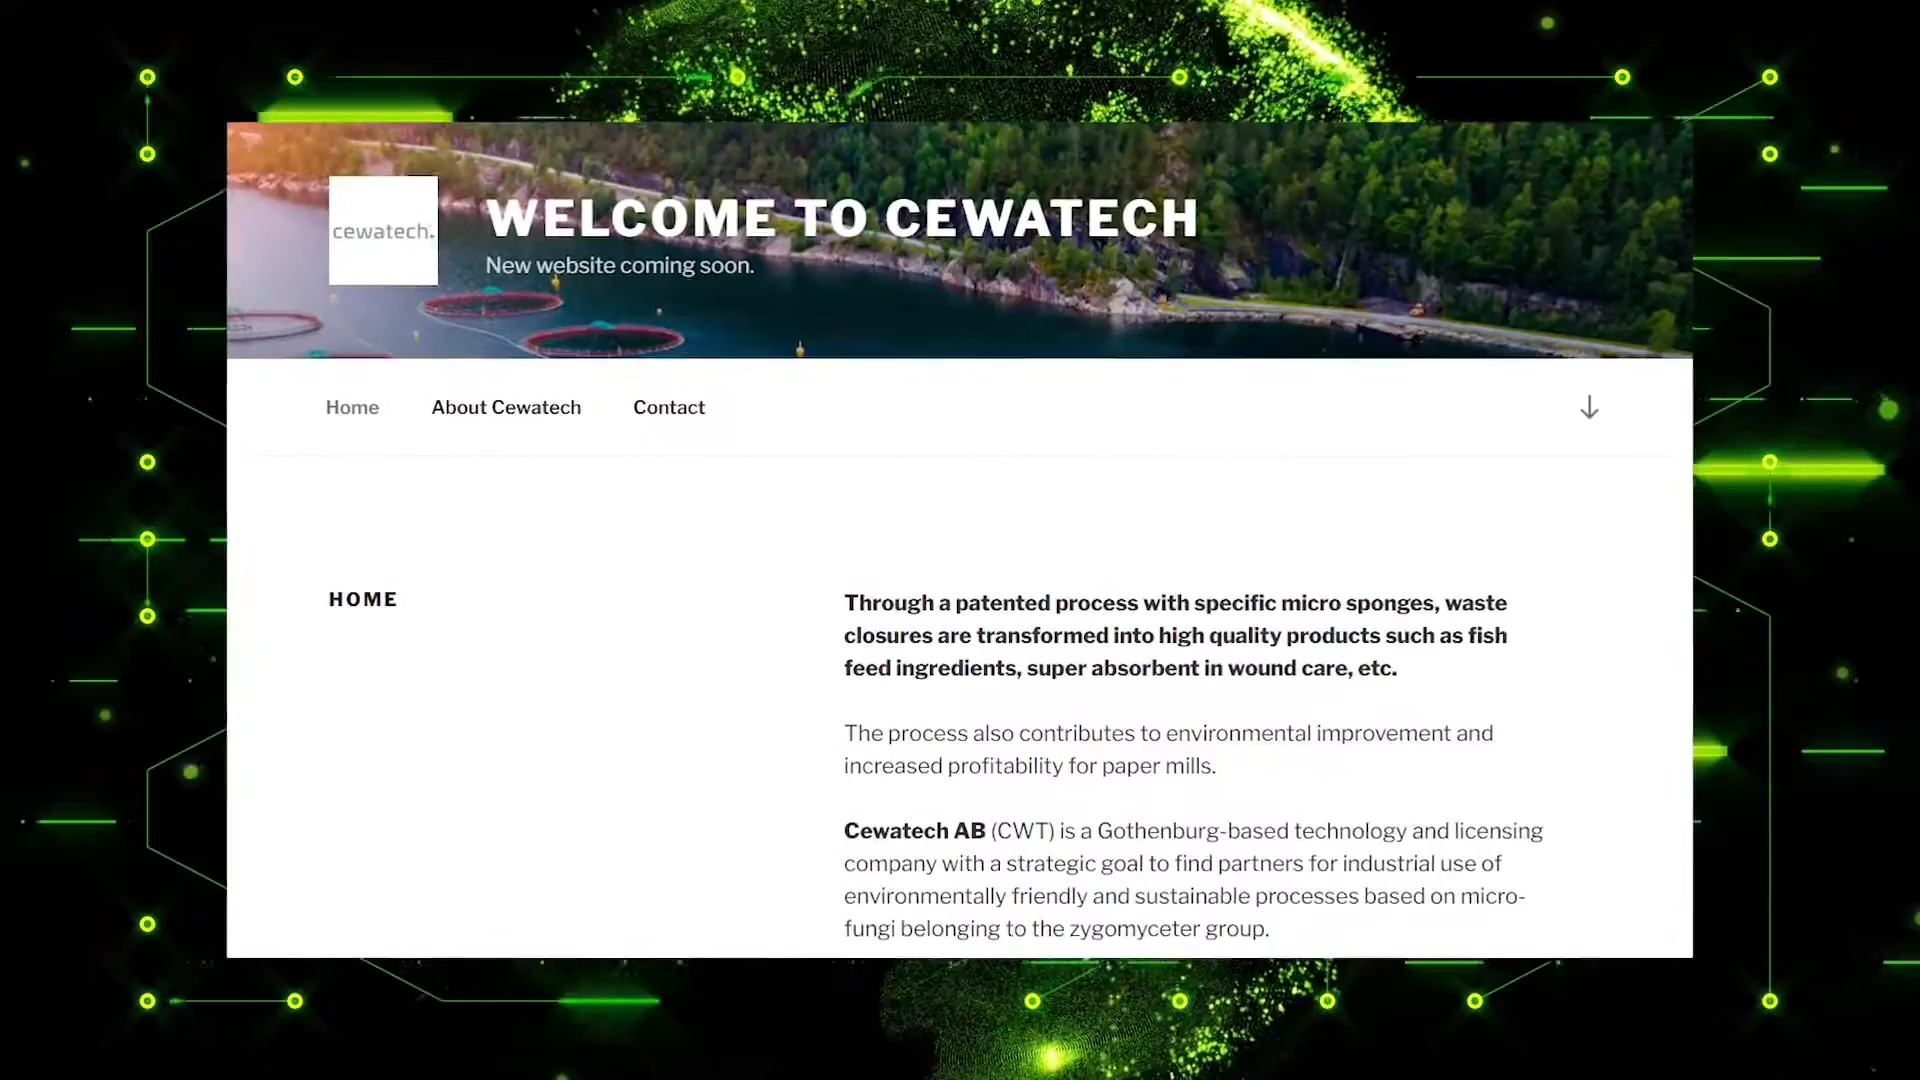 cewatech.
WELCOME TO CEWATECH
New website coming soon.
Home
About Cewatech
Contact
HOME
Through a patented process with specific micro sponges, waste
closures are transformed into high quality products such as fish
feed ingredients, super absorbent in wound care, etc.
The process also contributes to environmental improvement and
increased profitability for paper mills.
Cewatech AB (CWT) is a Gothenburg-based technology and licensing
company with a strategic goal to find partners for industrial use of
environmentally friendly and sustainable processes based on micro-
fungi belonging to the zygomyceter group.